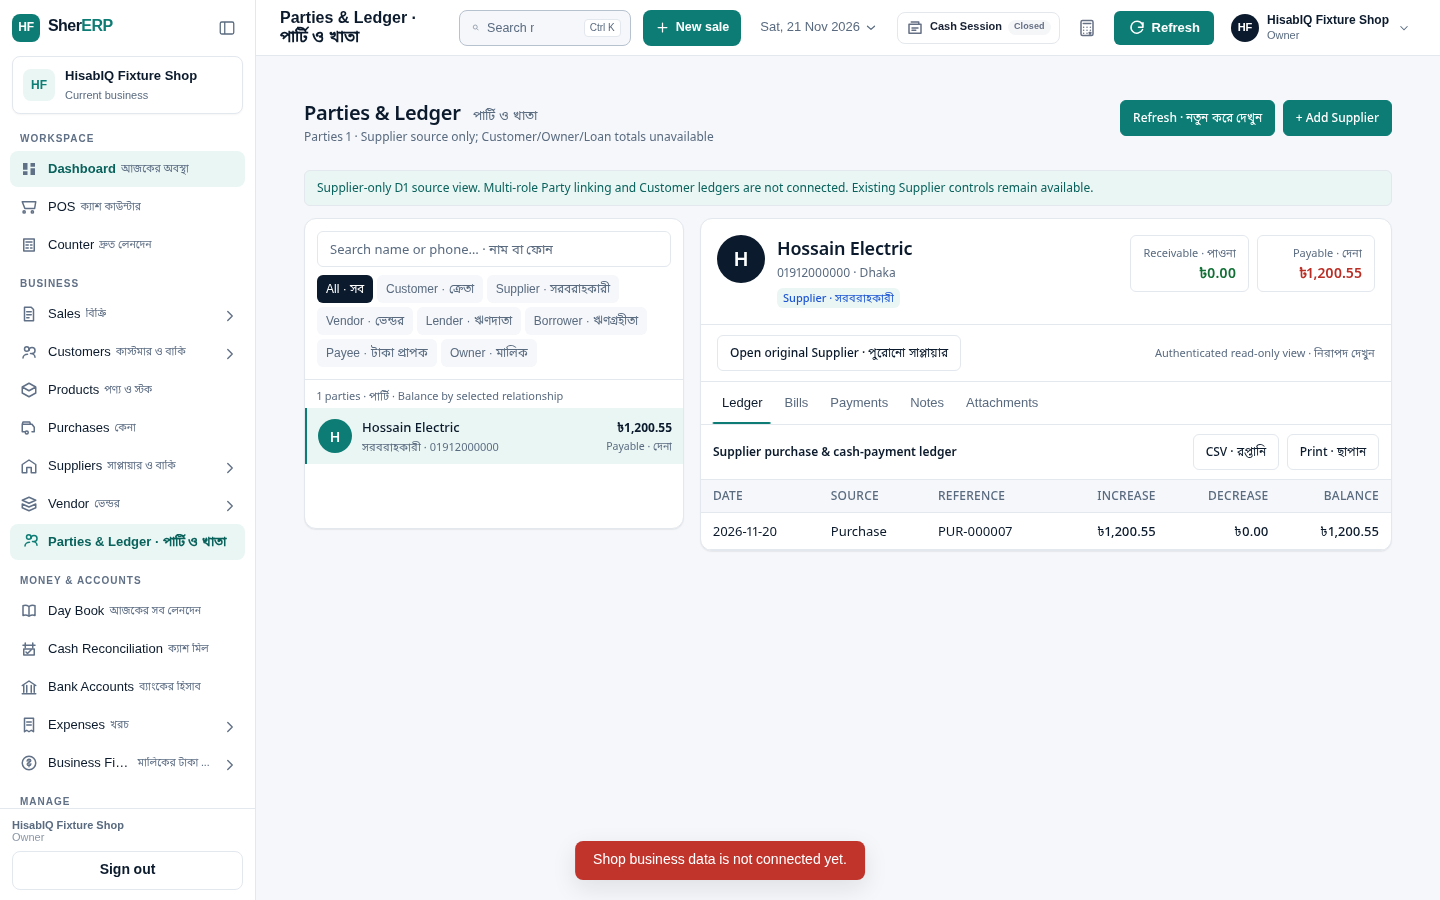 HF SherERP
HF HisabIQ Fixture Shop
Current business
WORKSPACE
Dashboard আজকের অবস্থা
POS ক্যাশ কাউন্টার
Counter দ্রুত লেনদেন
BUSINESS
Sales বিক্রি
Customers কাস্টমার ও বাকি
Products পণ্য ও স্টক
Purchases কেনা
Suppliers সাপ্লায়ার ও বাকি
Vendor ভেন্ডর
Parties & Ledger · পার্টি ও খাতা
MONEY & ACCOUNTS
Day Book আজকের সব লেনদেন
Cash Reconciliation ক্যাশ মিল
Bank Accounts ব্যাংকের হিসাব
Expenses খরচ
Business Fi... মালিকের টাকা ...
MANAGE
HisabIQ Fixture Shop
Owner
Sign out
Parties & Ledger ·
পার্টি ও খাতা
Search r Ctrl K
New sale
Sat, 21 Nov 2026
Cash Session Closed
Refresh
HF HisabIQ Fixture Shop
Owner
Parties & Ledger পার্টি ও খাতা
Parties 1 · Supplier source only; Customer/Owner/Loan totals unavailable
Refresh · নতুন করে দেখুন
+ Add Supplier
Supplier-only D1 source view. Multi-role Party linking and Customer ledgers are not connected. Existing Supplier controls remain available.
Search name or phone... · নাম বা ফোন
All · সব Customer · ক্রেতা Supplier · সরবরাহকারী
Vendor · ভেন্ডর Lender · ঋণদাতা Borrower · ঋণগ্রহীতা
Payee · টাকা প্রাপক Owner · মালিক
1 parties · পার্টি · Balance by selected relationship
H Hossain Electric ৳1,200.55
সরবরাহকারী · 01912000000 Payable · দেনা
H Hossain Electric
01912000000 · Dhaka
Supplier · সরবরাহকারী
Receivable · পাওনা
৳0.00
Payable · দেনা
৳1,200.55
Open original Supplier · পুরোনো সাপ্লায়ার
Authenticated read-only view · নিরাপদ দেখুন
Ledger Bills Payments Notes Attachments
Supplier purchase & cash-payment ledger
CSV · রপ্তানি Print · ছাপান
DATE SOURCE REFERENCE INCREASE DECREASE BALANCE
2026-11-20 Purchase PUR-000007 ৳1,200.55 ৳0.00 ৳1,200.55
Shop business data is not connected yet.